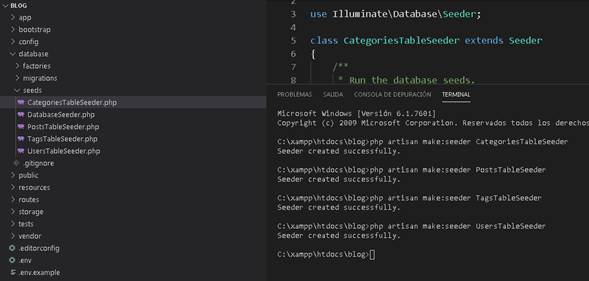 BLOG
app
bootstrap
config
database
factories
migrations
seeds
CategoriesTableSeeder.php
DatabaseSeeder.php
PostsTableSeeder.php
TagsTableSeeder.php
UsersTableSeeder.php
.gitignore
public
resources
routes
storage
tests
vendor
.editorconfig
.env
.env.example
2
3 use Illuminate\Database\Seeder;
4
5 class CategoriesTableSeeder extends Seeder
6 {
7 /**
8 * Run the database seeds.
PROBLEMAS SALIDA CONSOLA DE DEPURACIÓN TERMINAL
Microsoft Windows [Versión 6.1.7601]
Copyright (c) 2009 Microsoft Corporation. Reservados todos los derechos
C:\xampp\htdocs\blog>php artisan make:seeder CategoriesTableSeeder
Seeder created successfully.
C:\xampp\htdocs\blog>php artisan make:seeder PostsTableSeeder
Seeder created successfully.
C:\xampp\htdocs\blog>php artisan make:seeder TagsTableSeeder
Seeder created successfully.
C:\xampp\htdocs\blog>php artisan make:seeder UsersTableSeeder
Seeder created successfully.
C:\xampp\htdocs\blog>